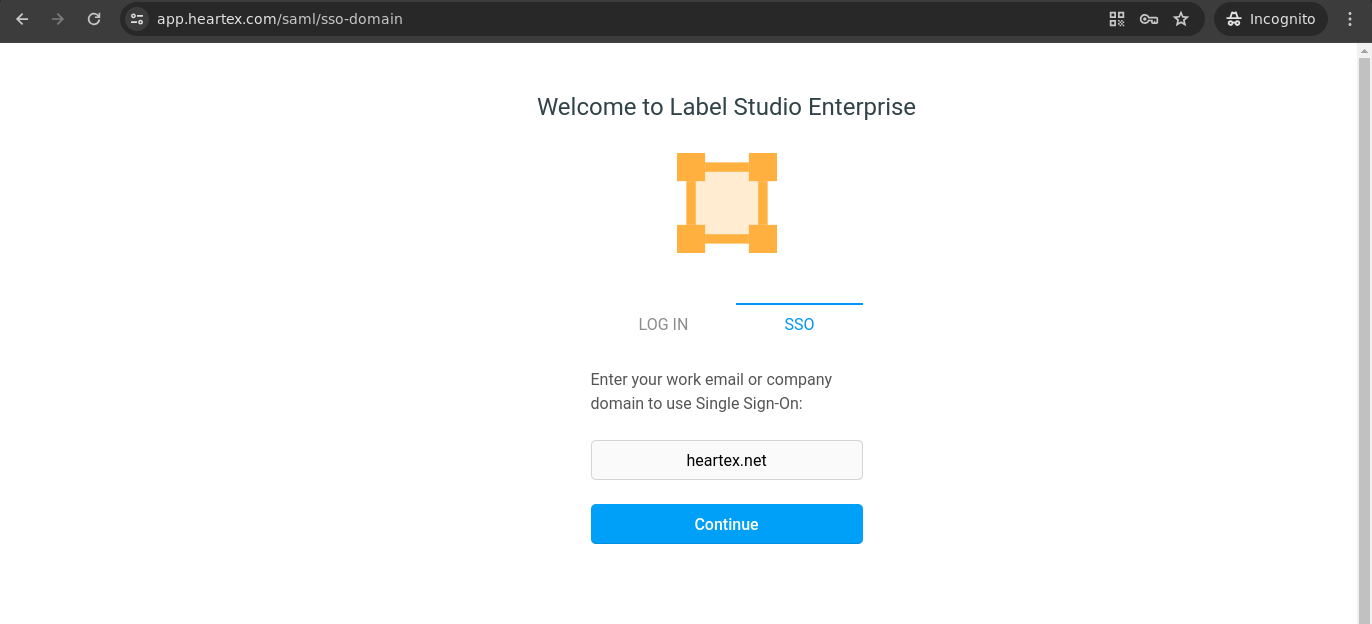 app.heartex.com/saml/sso-domain
Incognito
Welcome to Label Studio Enterprise
LOG IN
SSO
Enter your work email or company
domain to use Single Sign-On:
heartex.net
Continue